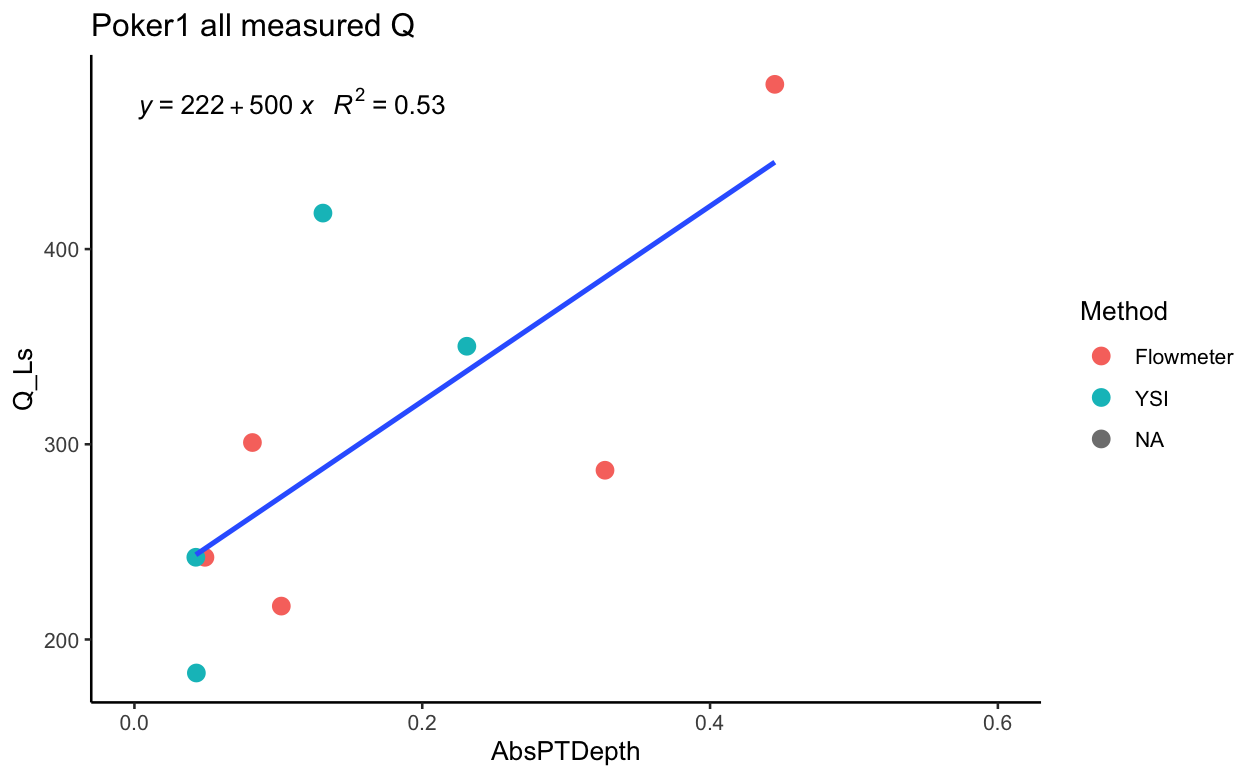 Poker1 all measured Q
y = 222 + 500 x R² = 0.53
400
300
200
Q_Ls
0.0 0.2 0.4 0.6
AbsPTDepth
Method
Flowmeter
YSI
NA